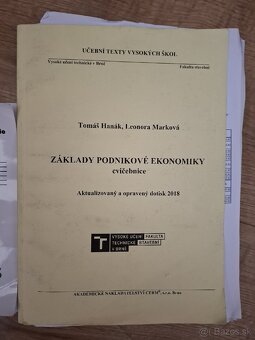 UČEBNÍ TEXTY VYSOKÝCH ŠKOL
Vysoké učení technické v Brně Fakulta stavební
Tomáš Hanák, Leonora Marková
ZÁKLADY PODNIKOVÉ EKONOMIKY
cvičebnice
Aktualizovaný a opravený dotisk 2018
VYSOKÉ UČENÍ FAKULTA
TECHNICKÉ STAVEBNÍ
V BRNĚ
AKADEMICKÉ NAKLADATELSTVÍ CERM®, s.r.o. Brno
bazos.sk